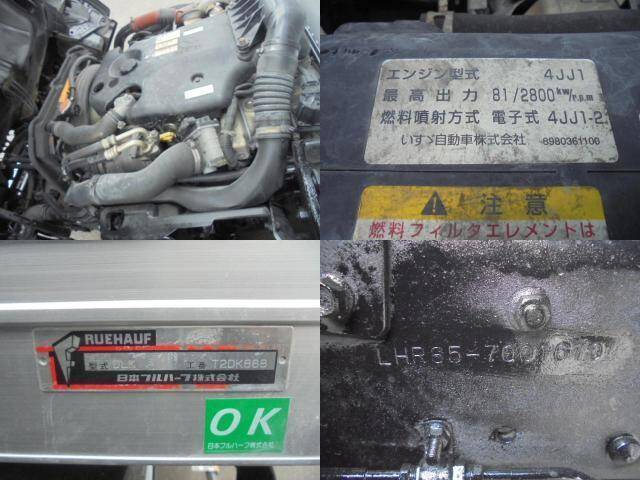 エンジン型式 4JJ1
最高出力 81/2800 kw/r.p.m
燃料噴射方式 電子式 4JJ1-2
いすゞ自動車株式会社 8980361100
注意
燃料フィルタエレメントは
RUEHAUF
型式 工番 T2DK868
日本フルハーフ株式会社
OK
日本フルハーフ株式会社